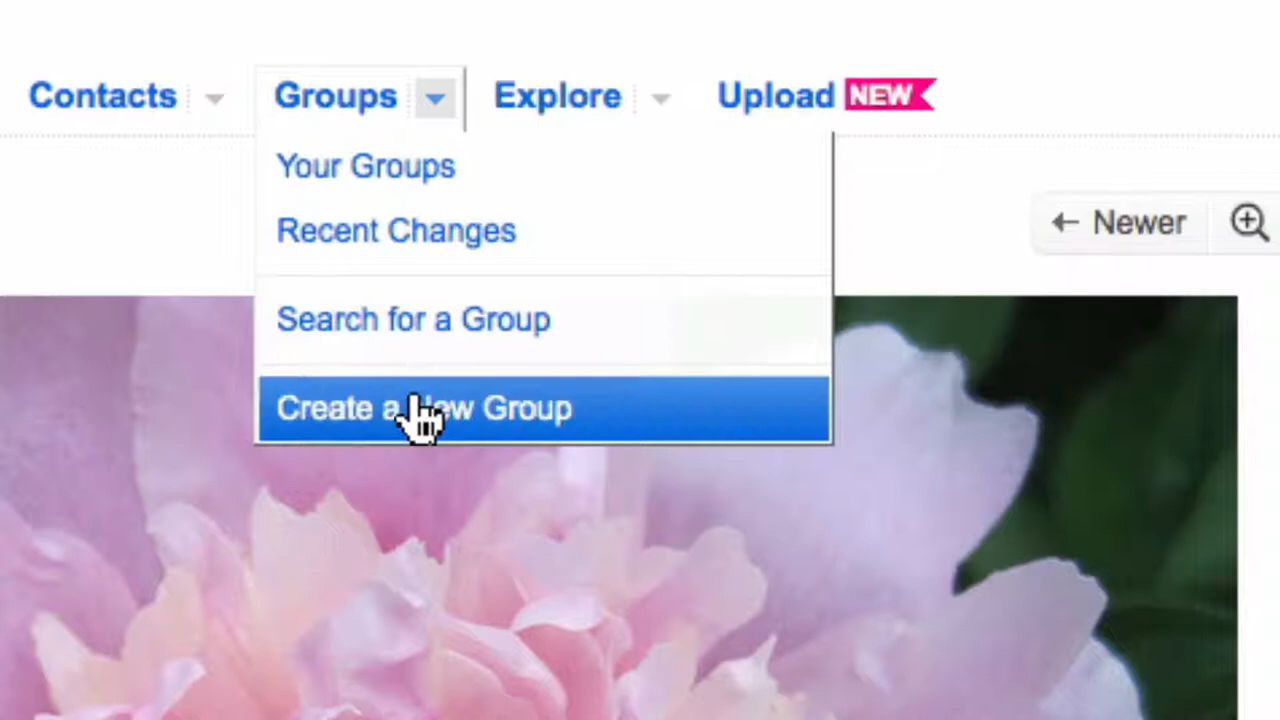 Contacts Groups Explore Upload NEW
Your Groups
Recent Changes
← Newer
Search for a Group
Create a New Group